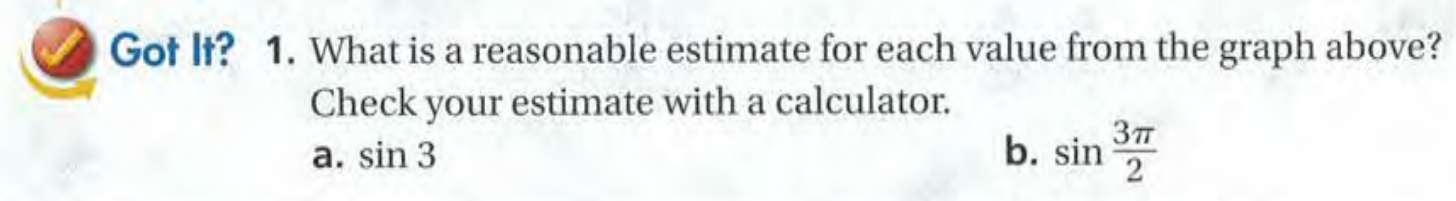 Got It? 1. What is a reasonable estimate for each value from the graph above?
Check your estimate with a calculator.
a. sin 3 b. sin 3π/2